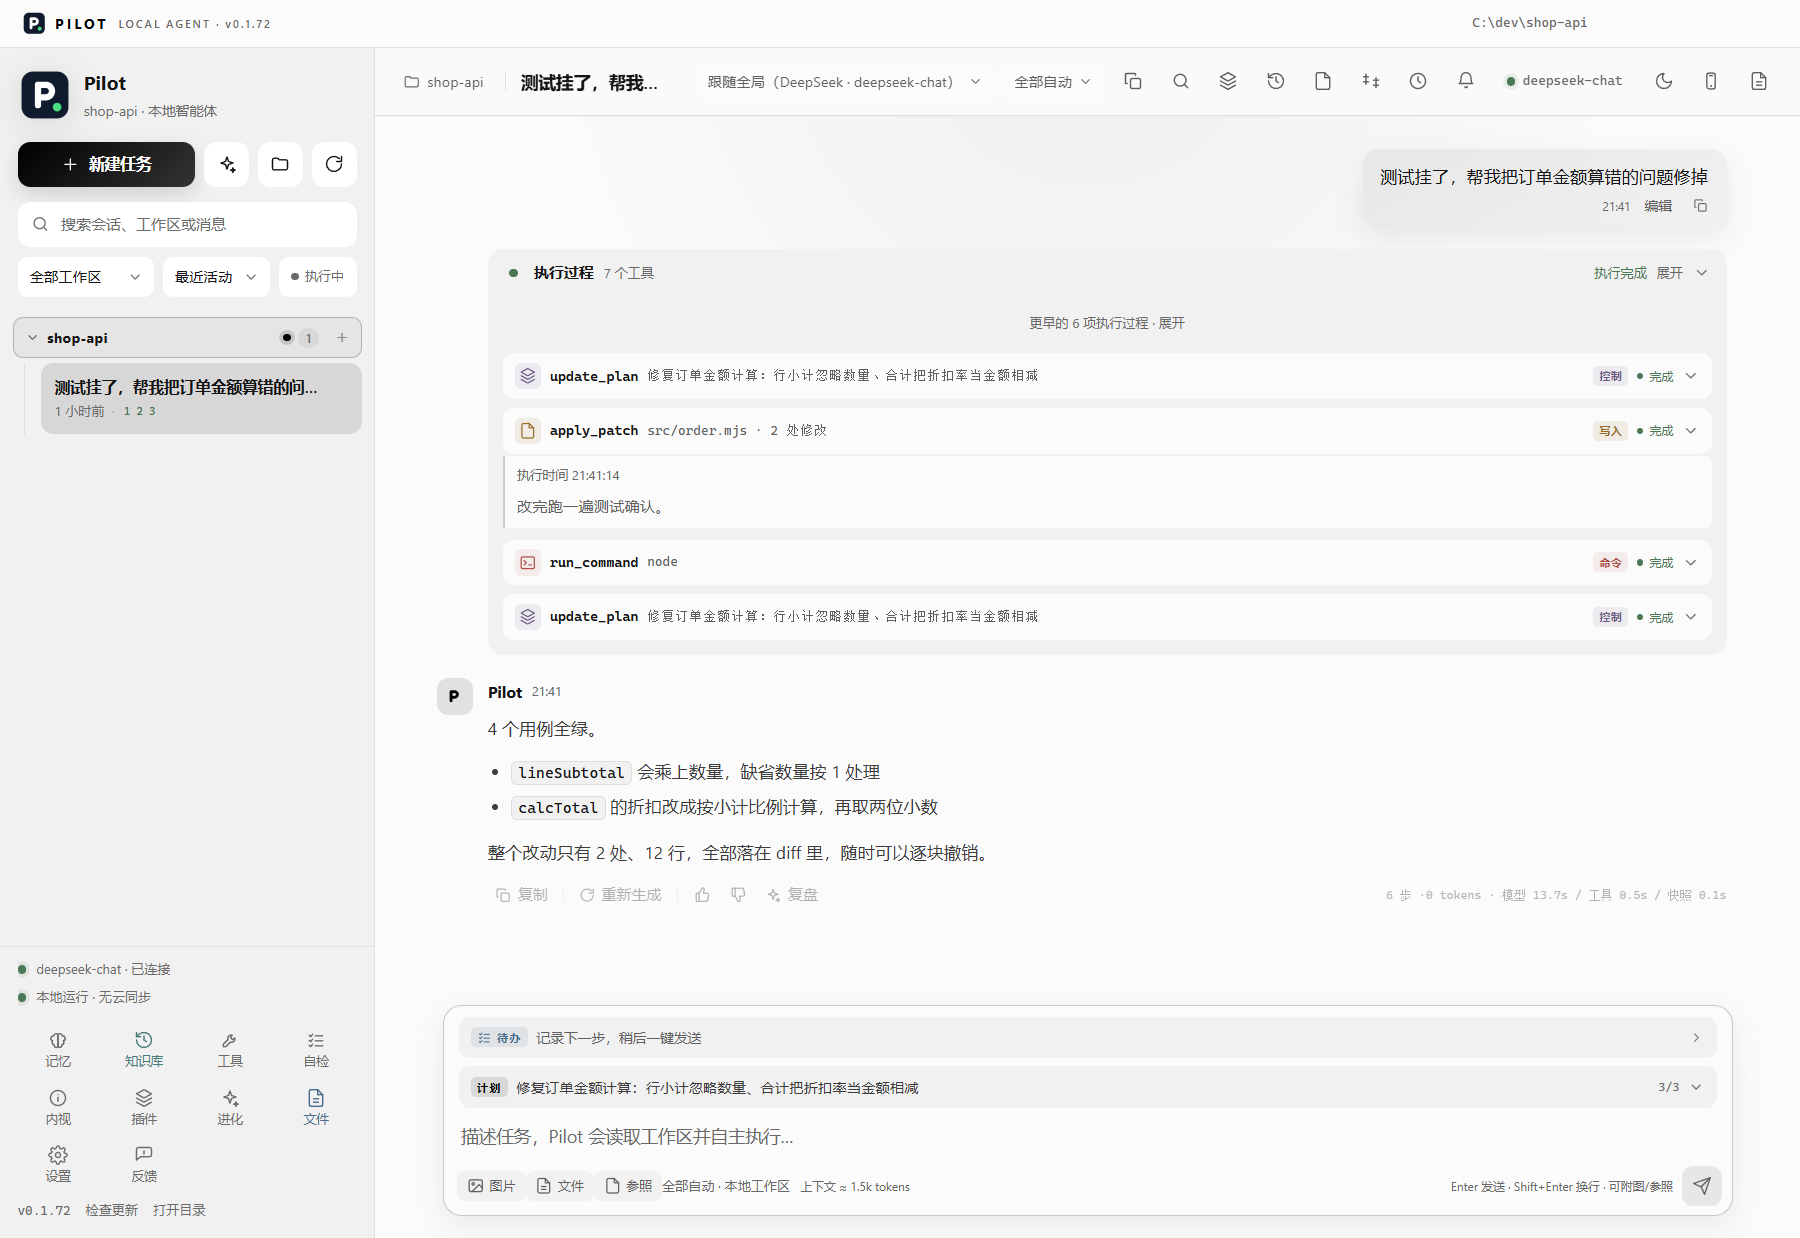 P. PILOT LOCAL AGENT · v0.1.72
C:\dev\shop-api
P.
Pilot
shop-api · 本地智能体
新建任务
搜索会话、工作区或消息
全部工作区
最近活动
执行中
shop-api
1
测试挂了，帮我把订单金额算错的问...
1 小时前 · 1 2 3
deepseek-chat · 已连接
本地运行 · 无云同步
记忆
知识库
工具
自检
内视
插件
进化
文件
设置
反馈
v0.1.72 检查更新 打开目录
shop-api
测试挂了，帮我...
跟随全局（DeepSeek · deepseek-chat）
全部自动
deepseek-chat
测试挂了，帮我把订单金额算错的问题修掉
21:41 编辑
执行过程 7 个工具
执行完成 展开
更早的 6 项执行过程 · 展开
update_plan 修复订单金额计算：行小计忽略数量、合计把折扣率当金额相减
控制 完成
apply_patch src/order.mjs · 2 处修改
写入 完成
执行时间 21:41:14
改完跑一遍测试确认。
run_command node
命令 完成
update_plan 修复订单金额计算：行小计忽略数量、合计把折扣率当金额相减
控制 完成
P
Pilot 21:41
4 个用例全绿。
• lineSubtotal 会乘上数量，缺省数量按 1 处理
• calcTotal 的折扣改成按小计比例计算，再取两位小数
整个改动只有 2 处、12 行，全部落在 diff 里，随时可以逐块撤销。
复制
重新生成
复盘
6 步 ·0 tokens · 模型 13.7s / 工具 0.5s / 快照 0.1s
待办 记录下一步，稍后一键发送
计划 修复订单金额计算：行小计忽略数量、合计把折扣率当金额相减
3/3
描述任务，Pilot 会读取工作区并自主执行...
图片
文件
参照
全部自动 · 本地工作区 上下文 ≈ 1.5k tokens
Enter 发送 · Shift+Enter 换行 · 可附图/参照